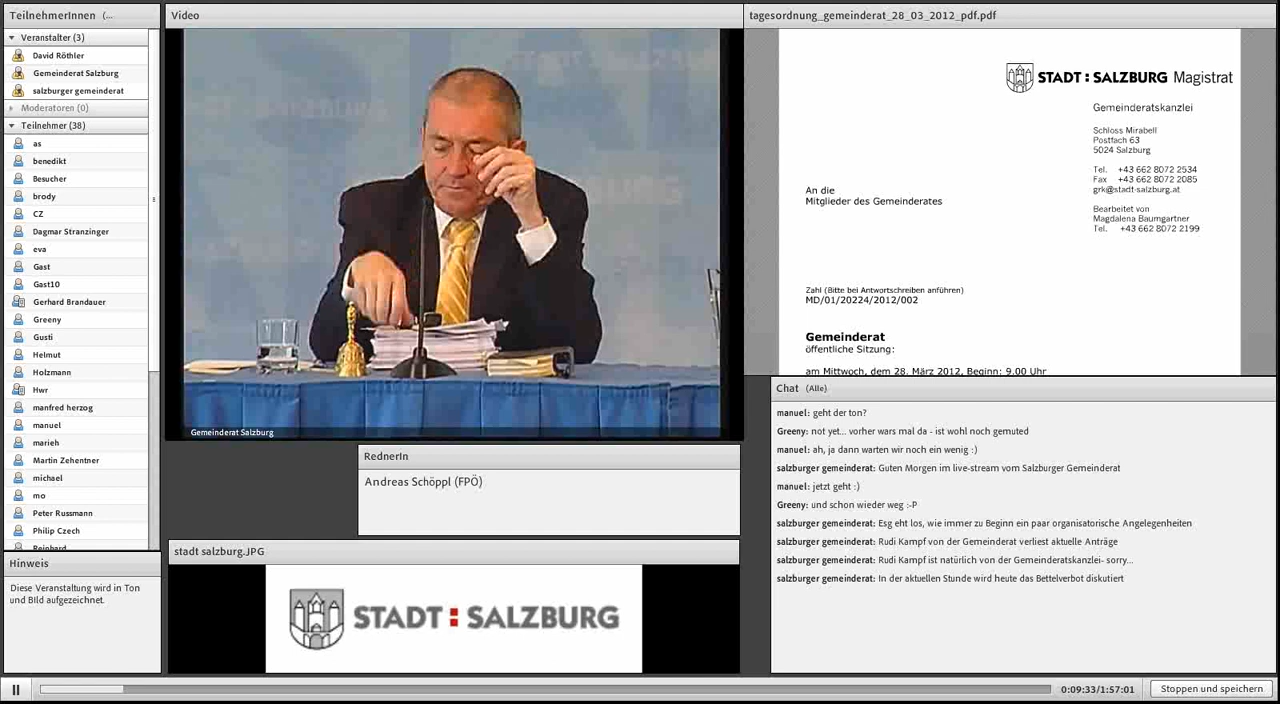 TeilnehmerInnen (...
Veranstalter (3)
David Röthler
Gemeinderat Salzburg
salzburger gemeinderat
Moderatoren (0)
Teilnehmer (38)
as
benedikt
Besucher
brody
CZ
Dagmar Stranzinger
eva
Gast
Gast10
Gerhard Brandauer
Greeny
Gusti
Helmut
Holzmann
Hwr
manfred herzog
manuel
marieh
Martin Zehentner
michael
mo
Peter Russmann
Philip Czech
Reinhard
Hinweis
Diese Veranstaltung wird in Ton
und BIld aufgezeichnet.
Video
Gemeinderat Salzburg
RednerIn
Andreas Schöppl (FPÖ)
stadt salzburg.JPG
STADT : SALZBURG
tagesordnung_gemeinderat_28_03_2012_pdf.pdf
STADT : SALZBURG Magistrat
Gemeinderatskanzlei
Schloss Mirabell
Postfach 63
5024 Salzburg
Tel. +43 662 8072 2534
Fax +43 662 8072 2085
grk@stadt-salzburg.at
An die
Mitglieder des Gemeinderates
Bearbeitet von
Magdalena Baumgartner
Tel. +43 662 8072 2199
Zahl (Bitte bei Antwortschreiben anführen)
MD/01/20224/2012/002
Gemeinderat
öffentliche Sitzung:
am Mittwoch, dem 28. März 2012, Beginn: 9.00 Uhr
Chat (Alle)
manuel: geht der ton?
Greeny: not yet... vorher wars mal da - ist wohl noch gemuted
manuel: ah, ja dann warten wir noch ein wenig :)
salzburger gemeinderat: Guten Morgen im live-stream vom Salzburger Gemeinderat
manuel: jetzt geht :)
Greeny: und schon wieder weg :-P
salzburger gemeinderat: Esg eht los, wie immer zu Beginn ein paar organisatorische Angelegenheiten
salzburger gemeinderat: Rudi Kampf von der Gemeinderat verliest aktuelle Anträge
salzburger gemeinderat: Rudi Kampf ist natürlich von der Gemeinderatskanzlei- sorry...
salzburger gemeinderat: In der aktuellen Stunde wird heute das Bettelverbot diskutiert
0:09:33/1:57:01
Stoppen und speichern